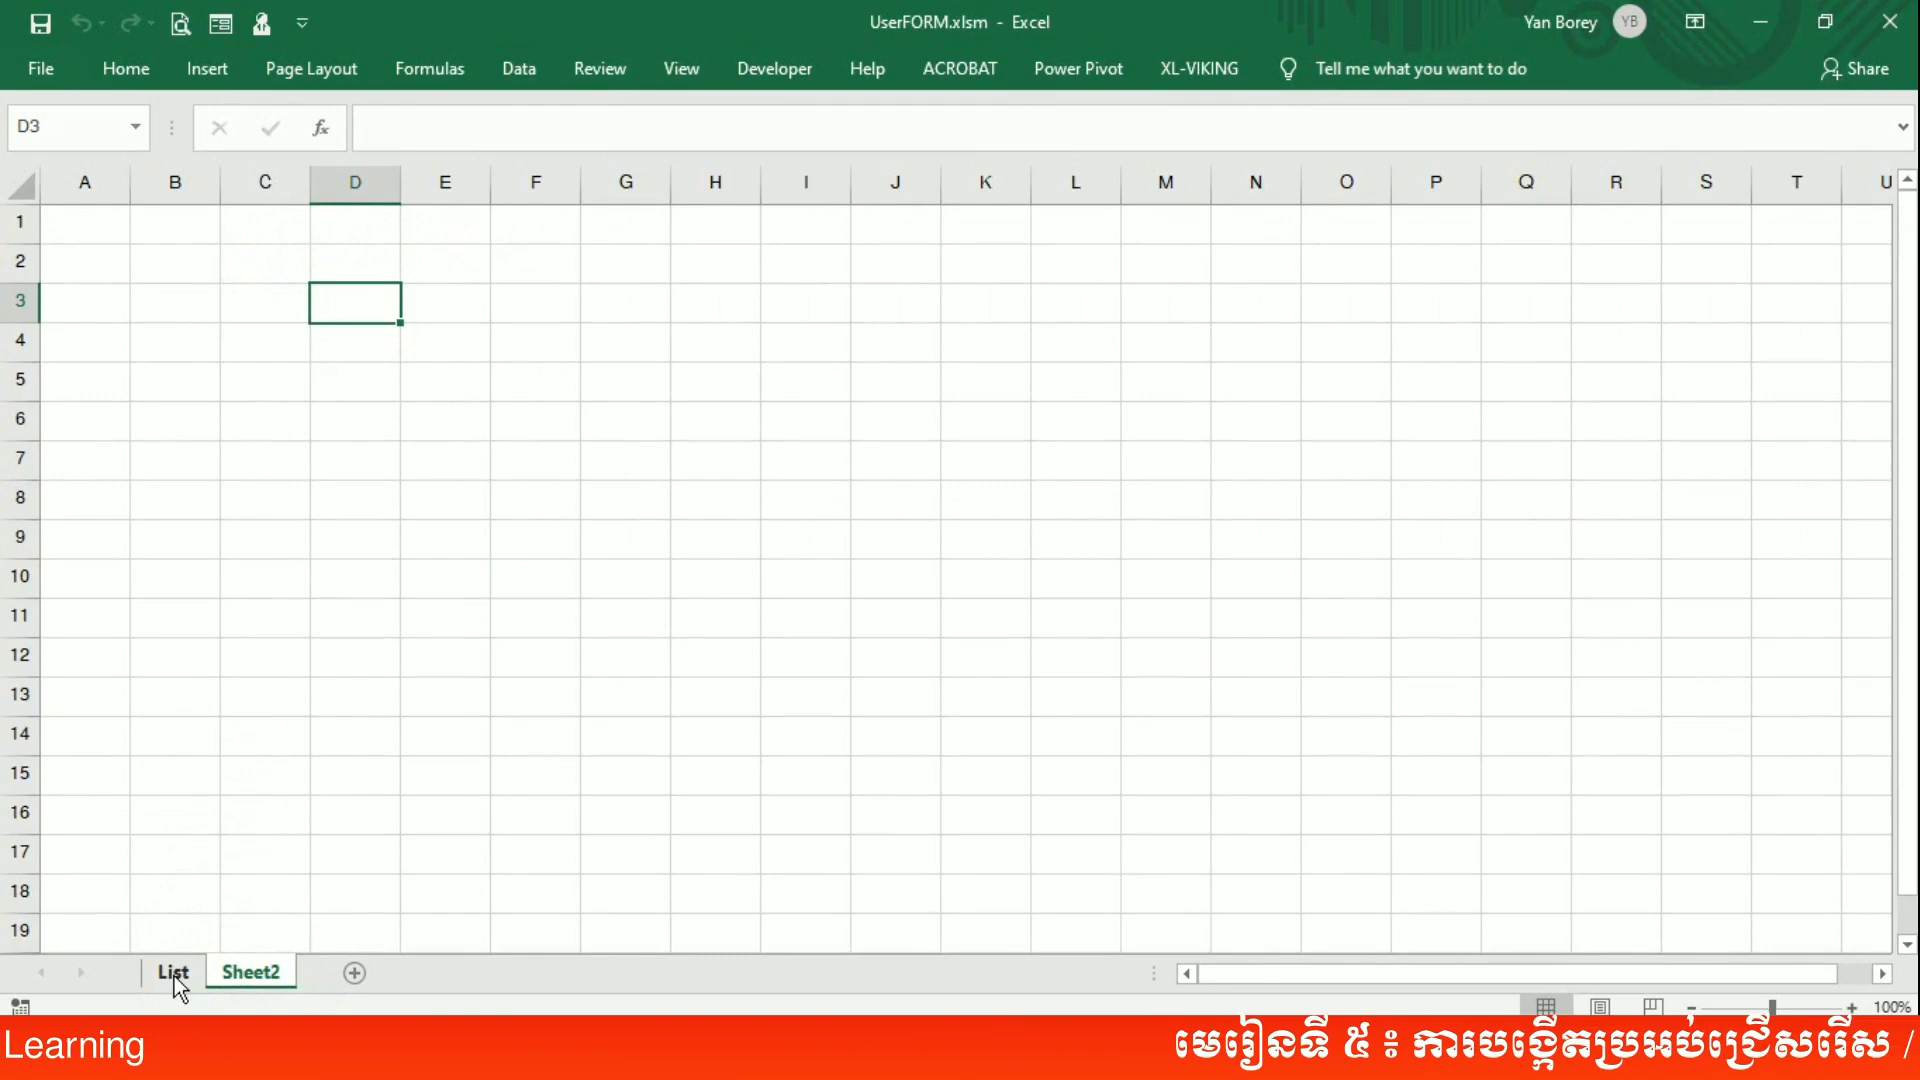 UserFORM.xlsm - Excel
Yan Borey YB
File Home Insert Page Layout Formulas Data Review View Developer Help ACROBAT Power Pivot XL-VIKING Tell me what you want to do Share
D3 fx
A B C D E F G H I J K L M N O P Q R S T U
1
2
3
4
5
6
7
8
9
10
11
12
13
14
15
16
17
18
19
List Sheet2
100%
Learning មេរៀនទី ៥ ៖ ការបង្កើតប្រអប់ជ្រើសរើស /